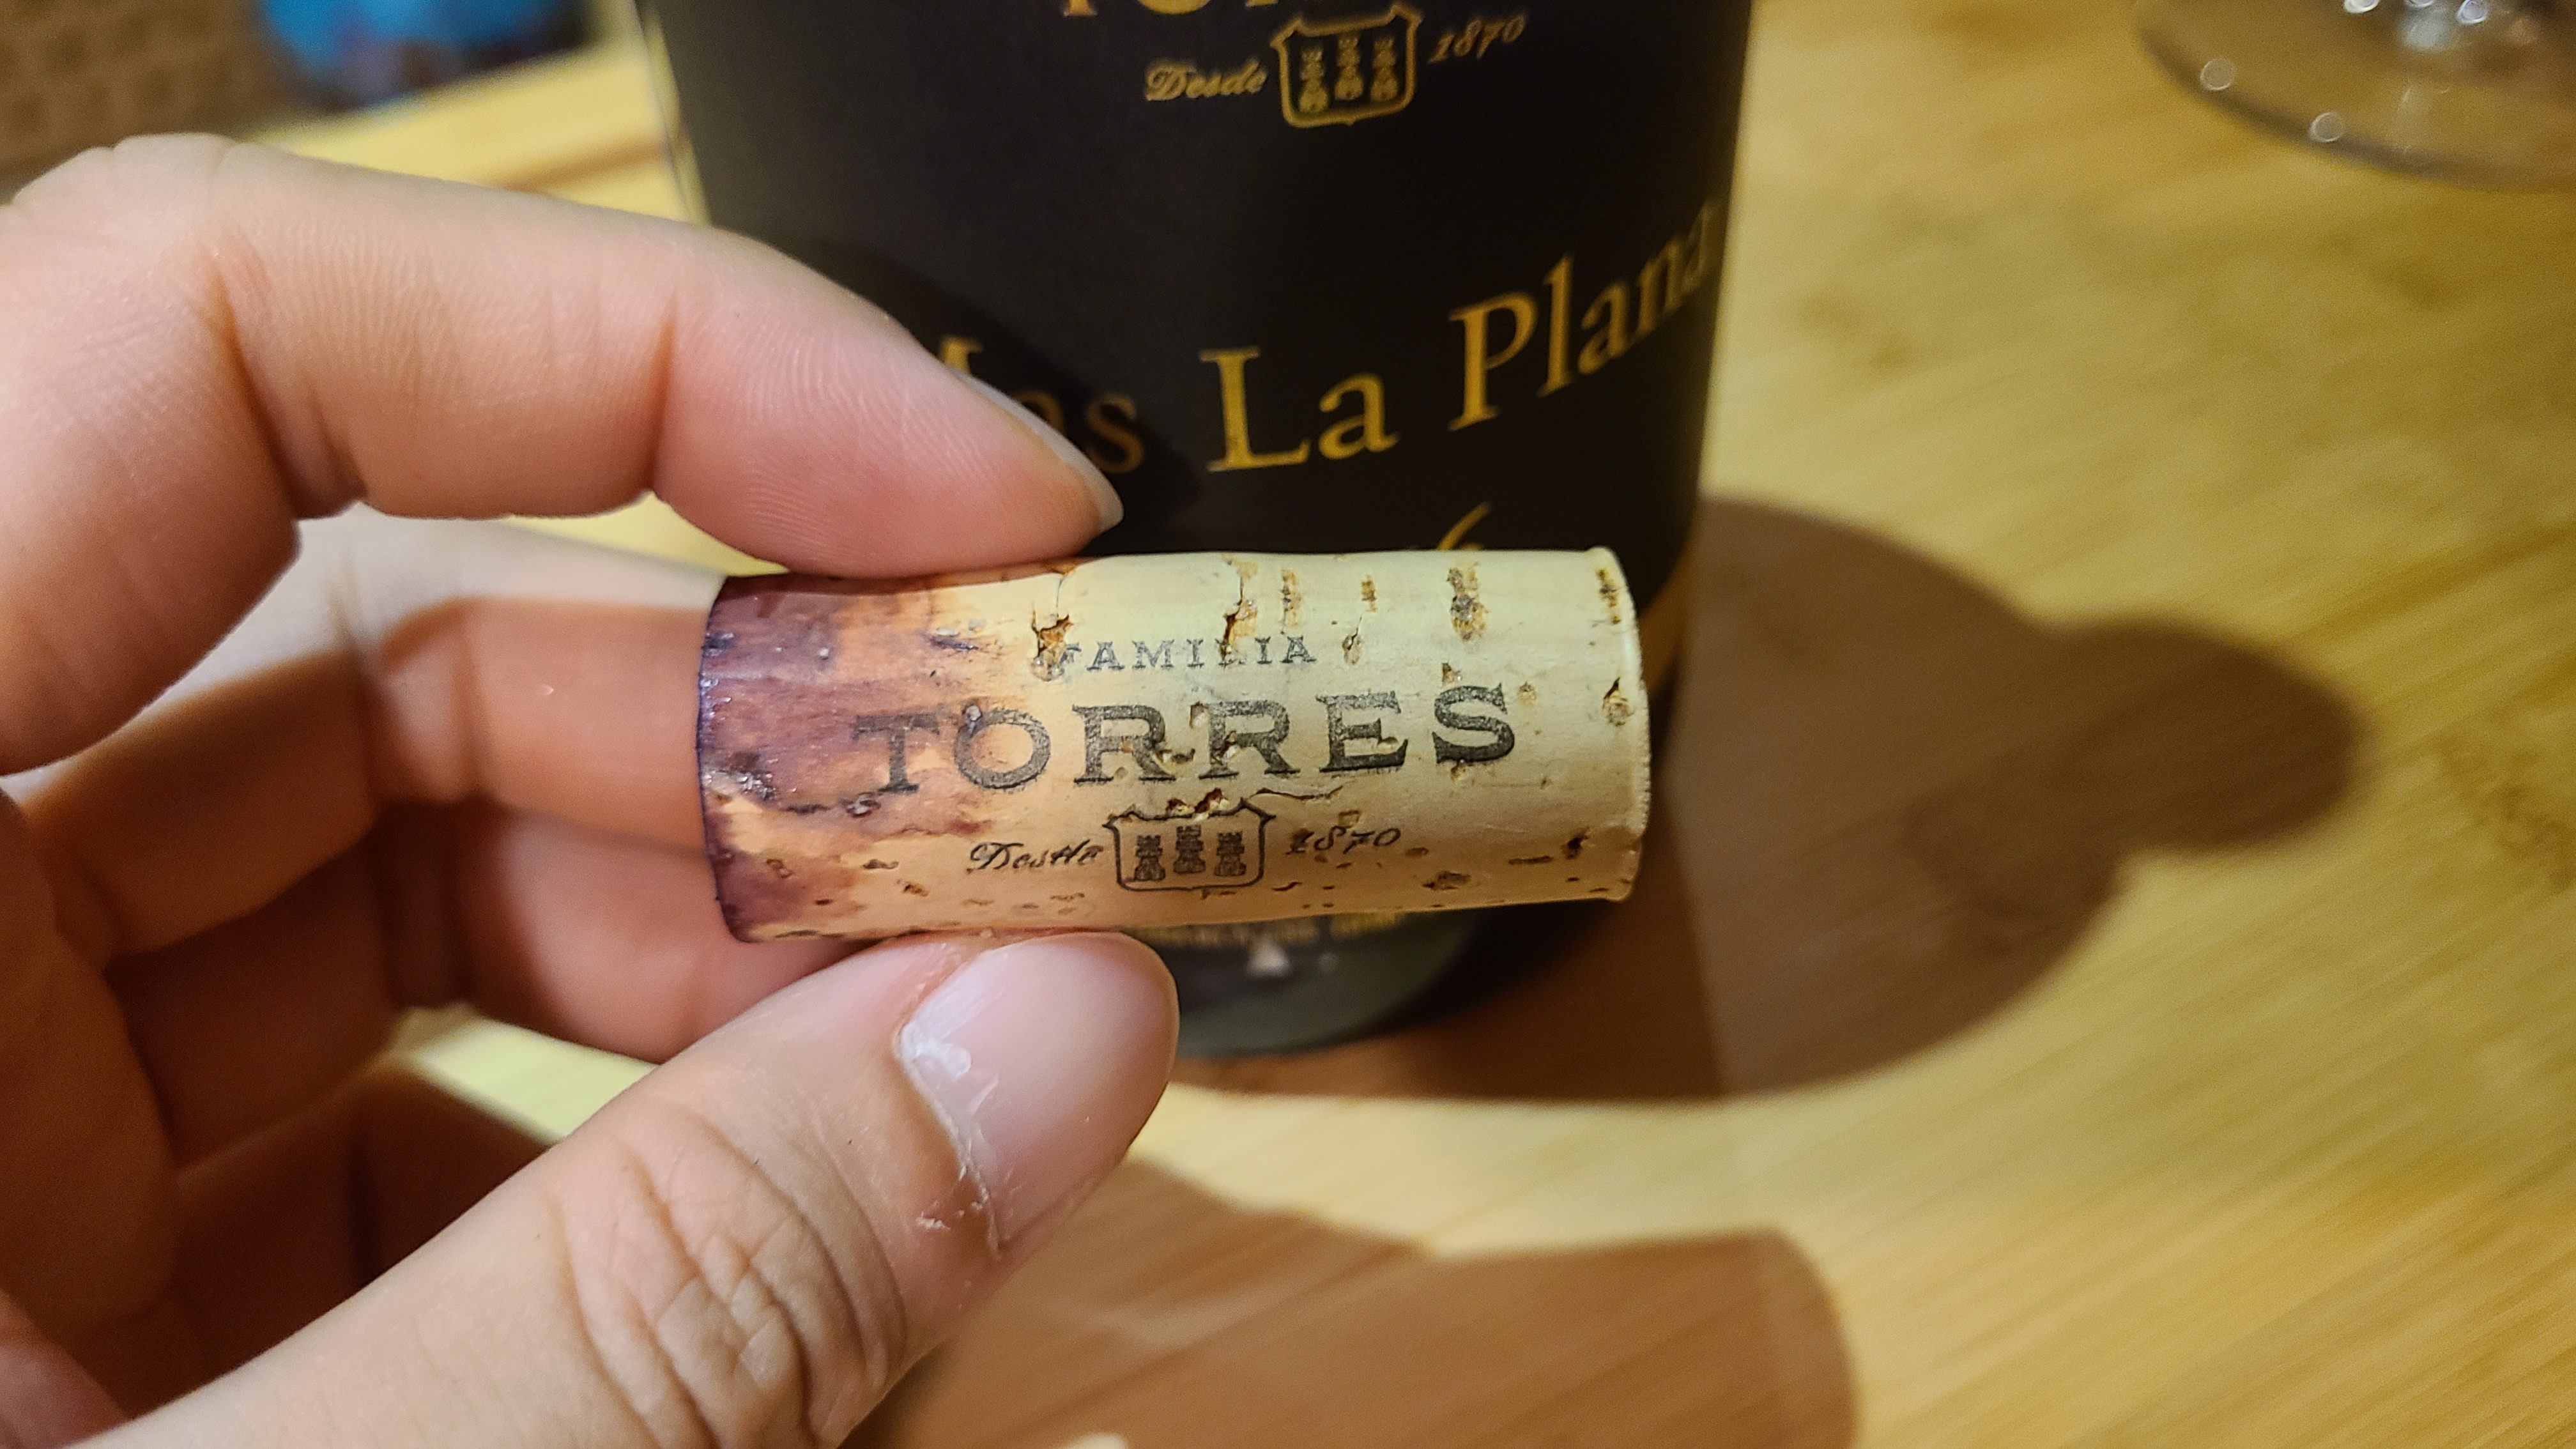 Desde 1870
Mas La Plana
FAMILIA
TORRES
Desde 1870